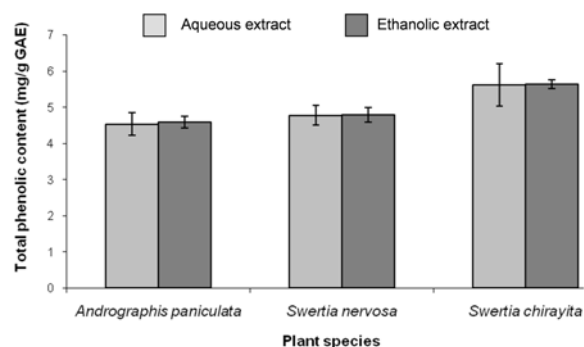 Aqueous extract Ethanolic extract
Total phenolic content (mg/g GAE)
7
6
5
4
3
2
1
0
Andrographis paniculata Swertia nervosa Swertia chirayita
Plant species